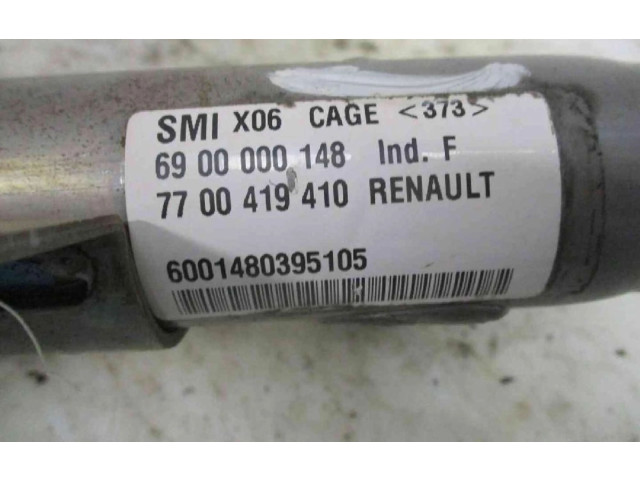 SMI X06 CAGE <373>
69 00 000 148 Ind. F
77 00 419 410 RENAULT
6001480395105